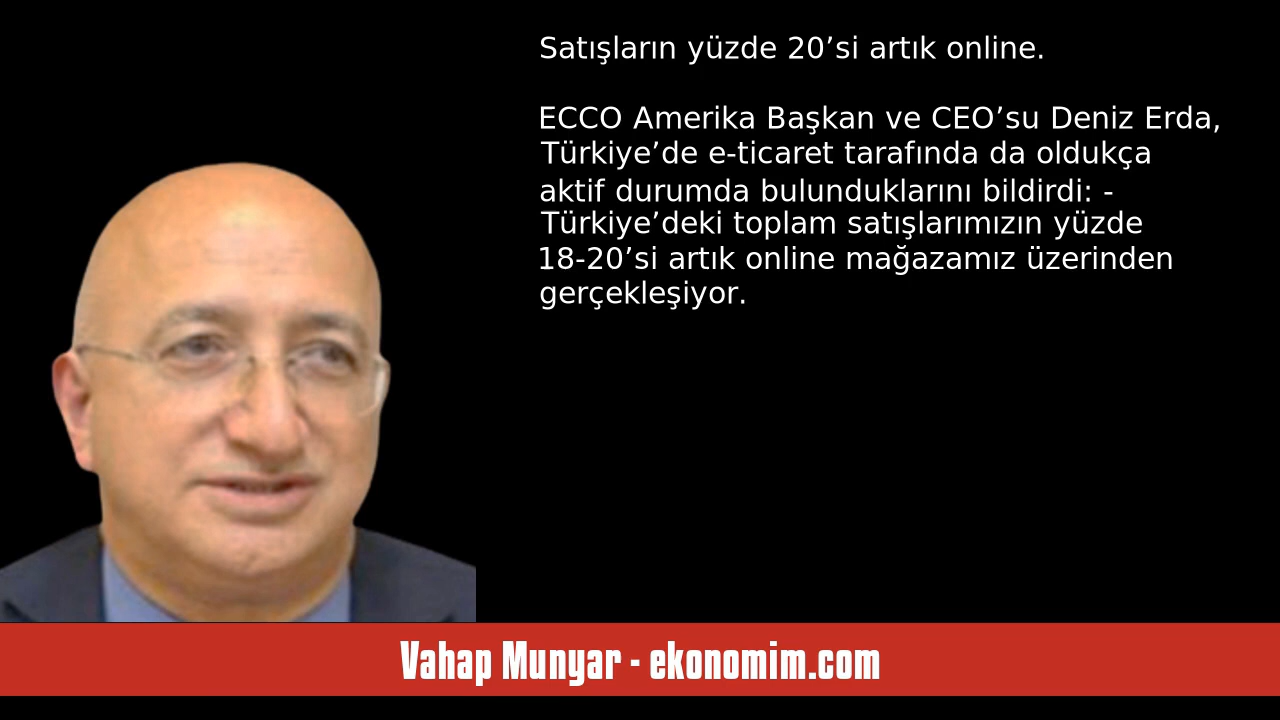 Satışların yüzde 20’si artık online.
ECCO Amerika Başkan ve CEO’su Deniz Erda,
Türkiye’de e-ticaret tarafında da oldukça
aktif durumda bulunduklarını bildirdi: -
Türkiye’deki toplam satışlarımızın yüzde
18-20’si artık online mağazamız üzerinden
gerçekleşiyor.
Vahap Munyar - ekonomim.com